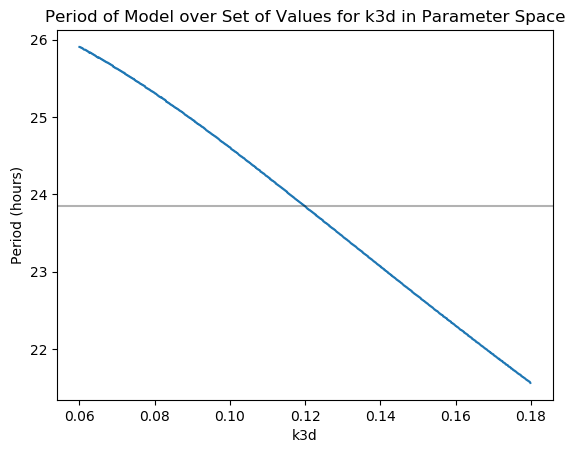 Period of Model over Set of Values for k3d in Parameter Space
26
25
24
23
22
Period (hours)
0.06 0.08 0.10 0.12 0.14 0.16 0.18
k3d